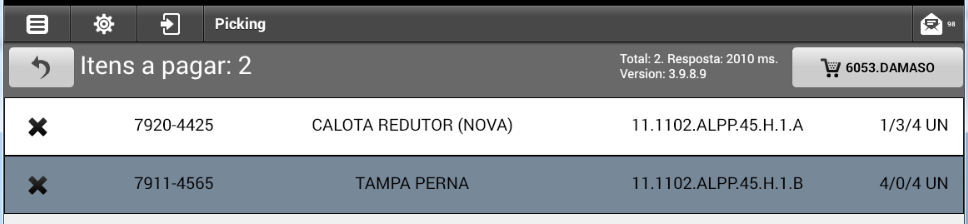 Picking
98
Itens a pagar: 2
Total: 2. Resposta: 2010 ms.
Version: 3.9.8.9
6053.DAMASO
7920-4425 CALOTA REDUTOR (NOVA) 11.1102.ALPP.45.H.1.A 1/3/4 UN
7911-4565 TAMPA PERNA 11.1102.ALPP.45.H.1.B 4/0/4 UN